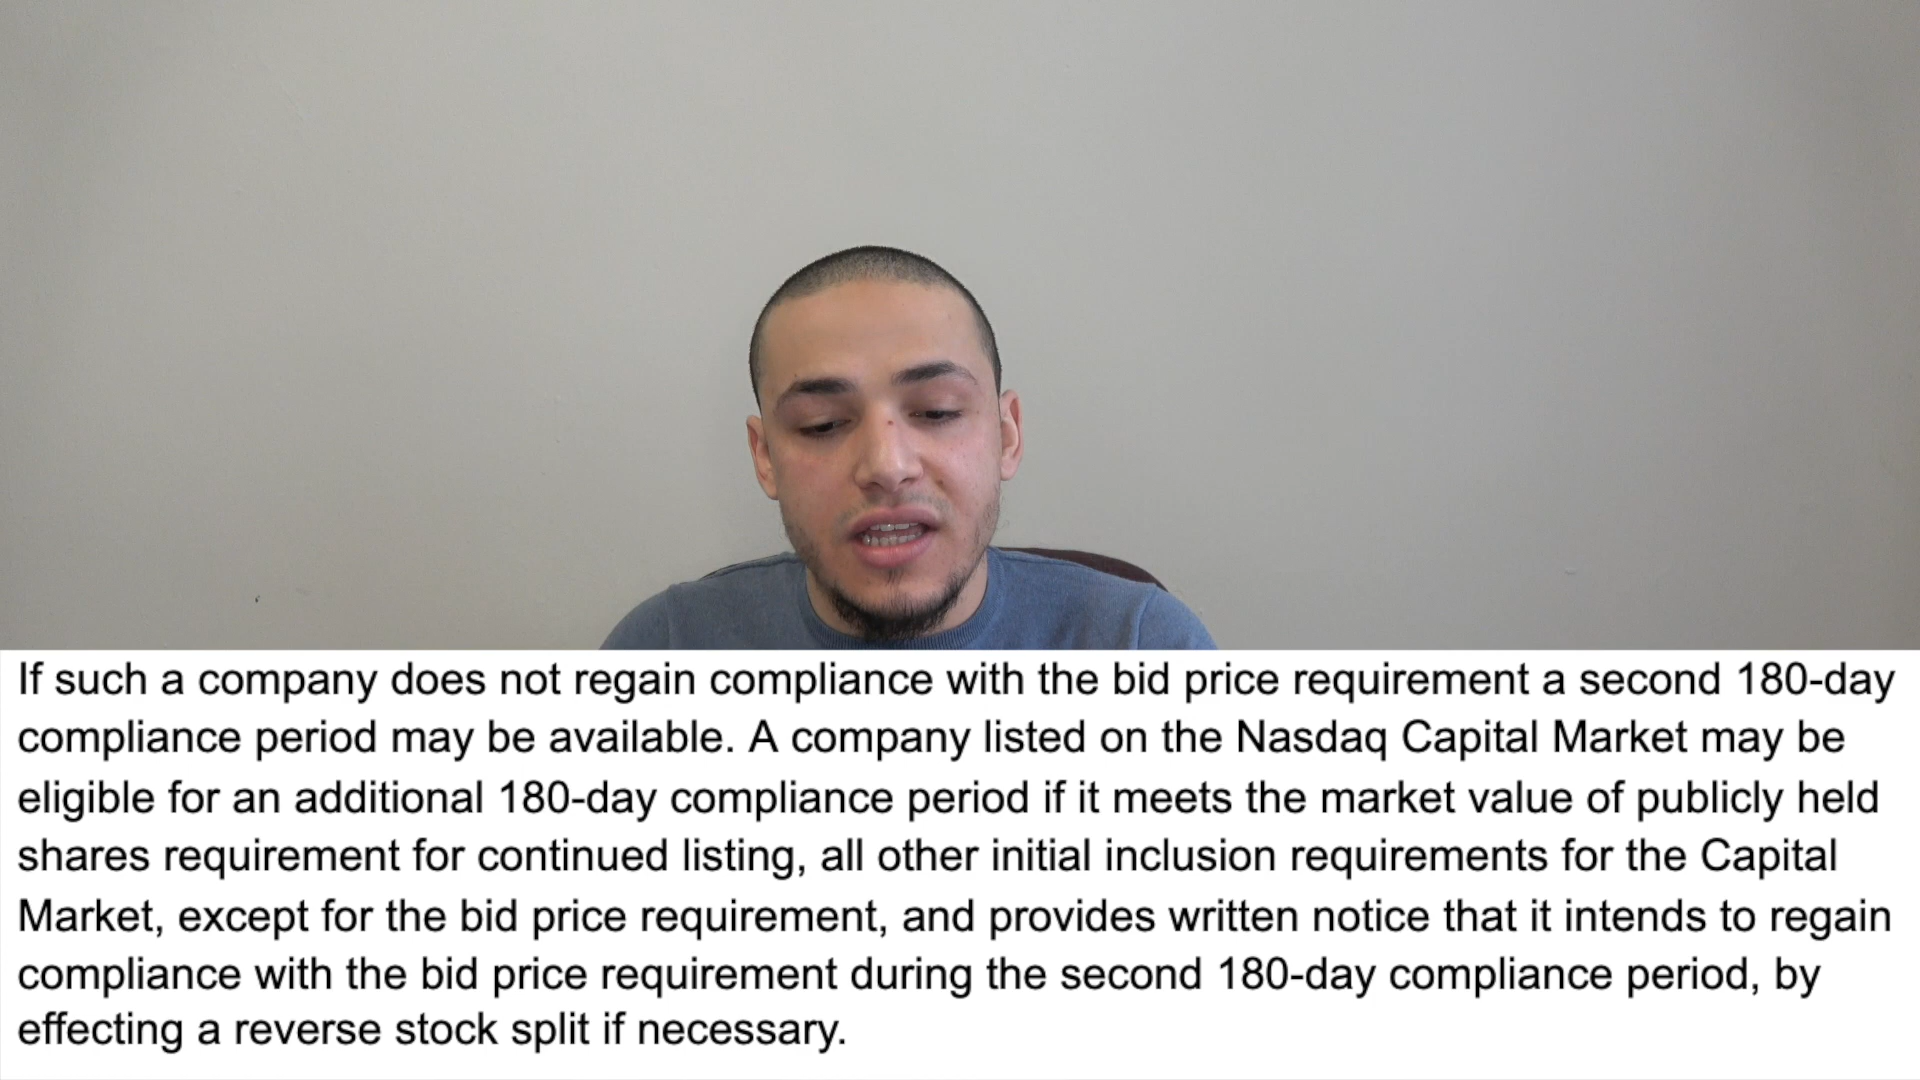 If such a company does not regain compliance with the bid price requirement a second 180-day
compliance period may be available. A company listed on the Nasdaq Capital Market may be
eligible for an additional 180-day compliance period if it meets the market value of publicly held
shares requirement for continued listing, all other initial inclusion requirements for the Capital
Market, except for the bid price requirement, and provides written notice that it intends to regain
compliance with the bid price requirement during the second 180-day compliance period, by
effecting a reverse stock split if necessary.